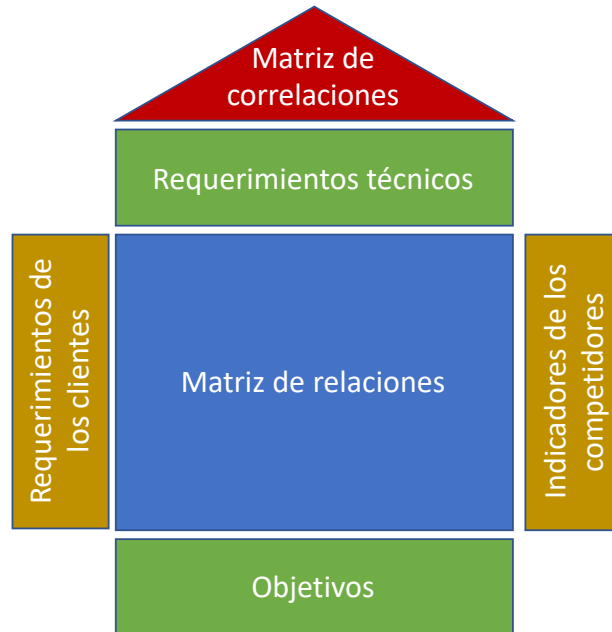 Matriz de
correlaciones
Requerimientos técnicos
Requerimientos de
los clientes
Matriz de relaciones
Indicadores de los
competidores
Objetivos